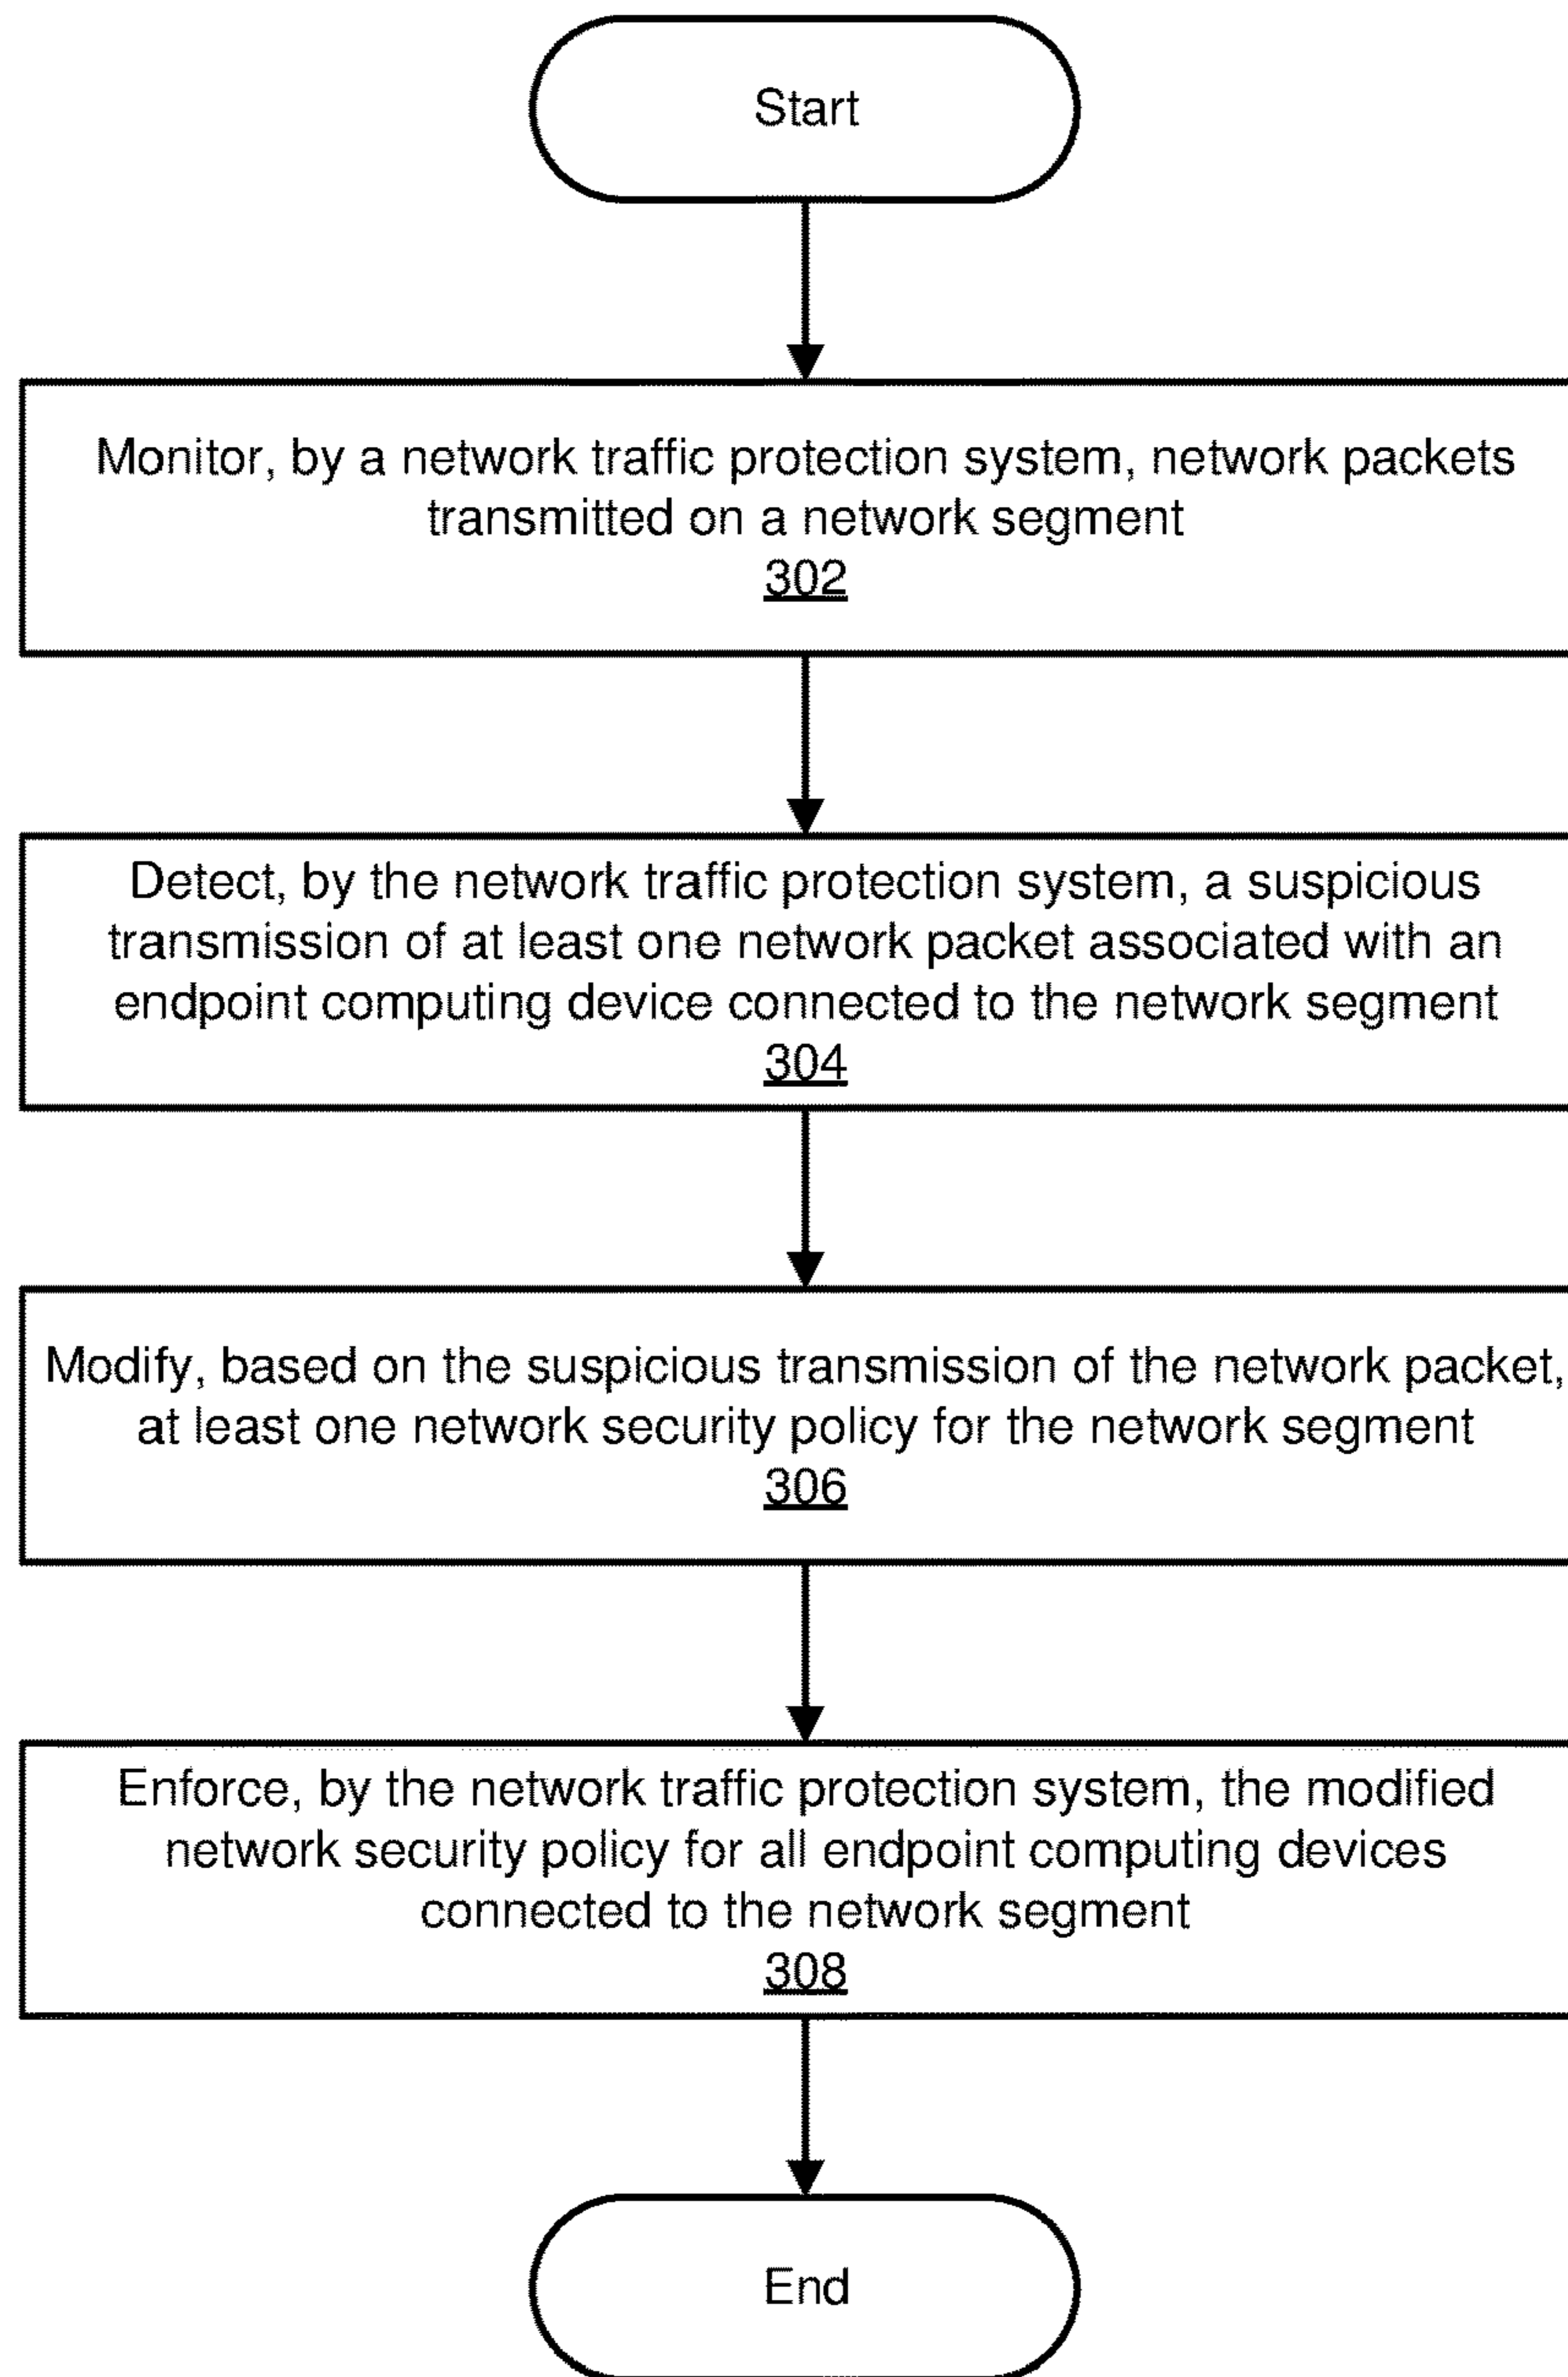 Start
Monitor, by a network traffic protection system, network packets
transmitted on a network segment
302
Detect, by the network traffic protection system, a suspicious
transmission of at least one network packet associated with an
endpoint computing device connected to the network segment
304
Modify, based on the suspicious transmission of the network packet,
at least one network security policy for the network segment
306
Enforce, by the network traffic protection system, the modified
network security policy for all endpoint computing devices
connected to the network segment
308
End